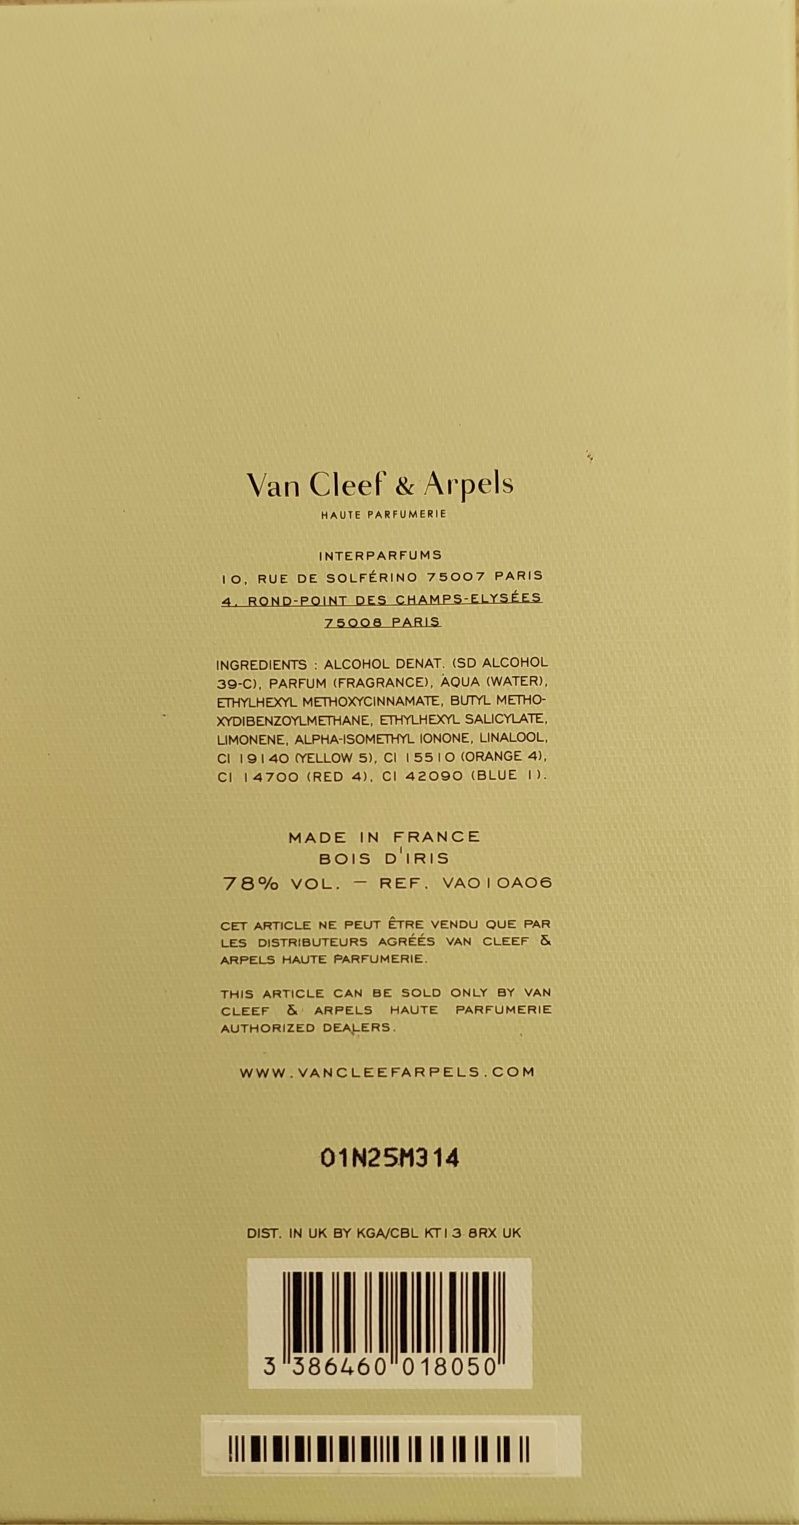 Van Cleef & Arpels
HAUTE PARFUMERIE
INTERPARFUMS
10, RUE DE SOLFÉRINO 75007 PARIS
4, ROND-POINT DES CHAMPS-ELYSÉES
75008 PARIS
INGREDIENTS : ALCOHOL DENAT. (SD ALCOHOL
39-C), PARFUM (FRAGRANCE), AQUA (WATER),
ETHYLHEXYL METHOXYCINNAMATE, BUTYL METHO-
XYDIBENZOYLMETHANE, ETHYLHEXYL SALICYLATE,
LIMONENE, ALPHA-ISOMETHYL IONONE, LINALOOL,
CI 19140 (YELLOW 5), CI 15510 (ORANGE 4),
CI 14700 (RED 4), CI 42090 (BLUE 1).
MADE IN FRANCE
BOIS D'IRIS
78% VOL. – REF. VA010A06
CET ARTICLE NE PEUT ÊTRE VENDU QUE PAR
LES DISTRIBUTEURS AGRÉÉS VAN CLEEF &
ARPELS HAUTE PARFUMERIE.
THIS ARTICLE CAN BE SOLD ONLY BY VAN
CLEEF & ARPELS HAUTE PARFUMERIE
AUTHORIZED DEALERS.
WWW.VANCLEEFARPELS.COM
01N25M314
DIST. IN UK BY KGA/CBL KT13 8RX UK
3 386460 018050